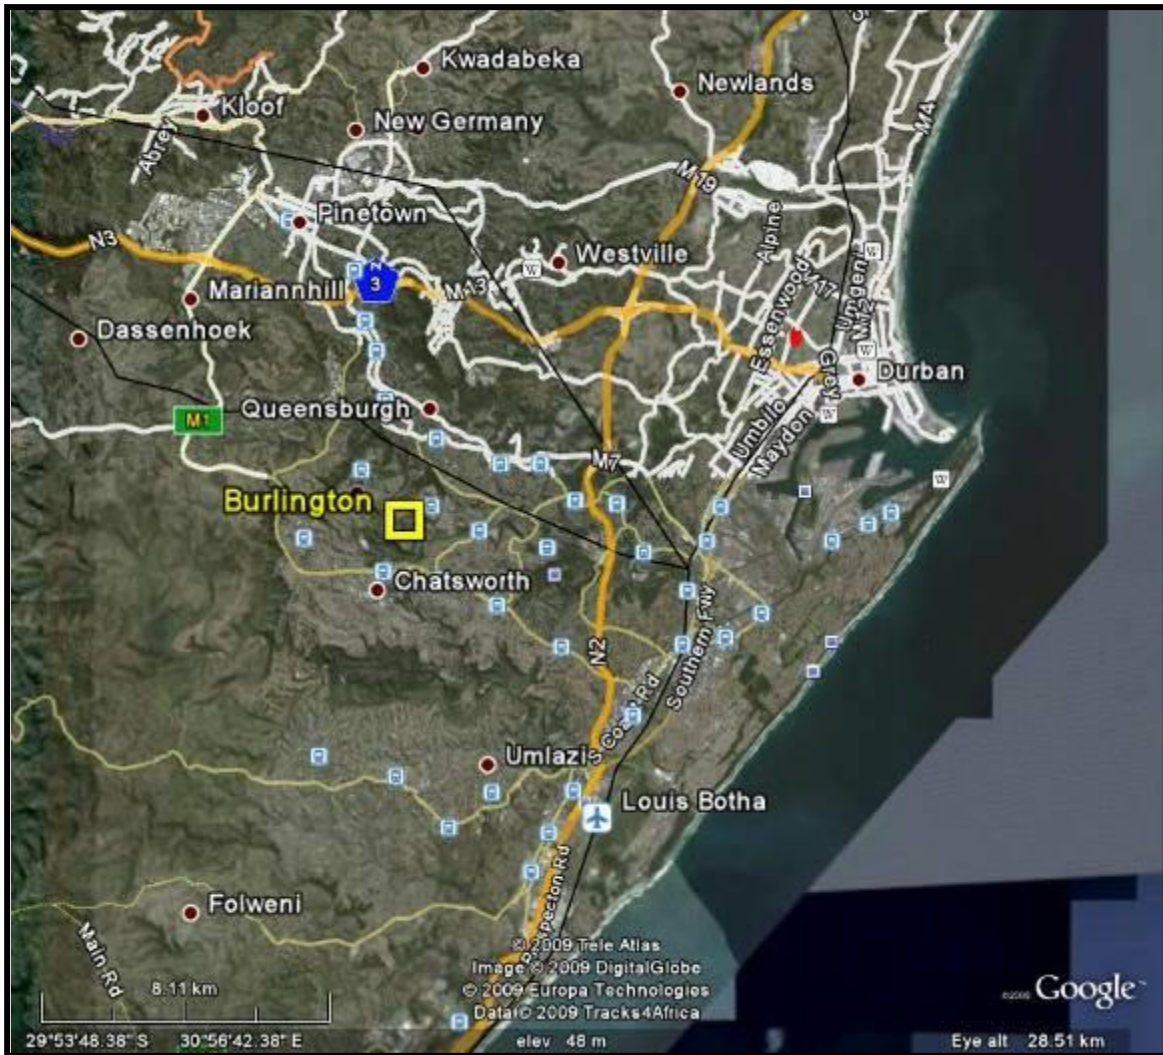 Kwadabeka
Newlands
Kloof
New Germany
M4
Abrey
M19
Pinetown
Alpine
N3
Westville
W
W
Essenwood
M17
Umgeni
M12
N
3
M13
Mariannhill
Dassenhoek
W
Grey
Durban
Queensburgh
M1
W
Umbilo
Maydon
M7
W
Burlington
Chatsworth
N2
Southern Fwy
Rd
Umlazi
Louis Botha
Folweni
Main Rd
© 2009 Tele Atlas
Image © 2009 DigitalGlobe
© 2009 Europa Technologies
Data © 2009 Tracks4Africa
8.11 km
©2009 Google™
29°53'48.38" S 30°56'42.38" E elev 48 m Eye alt 28.51 km